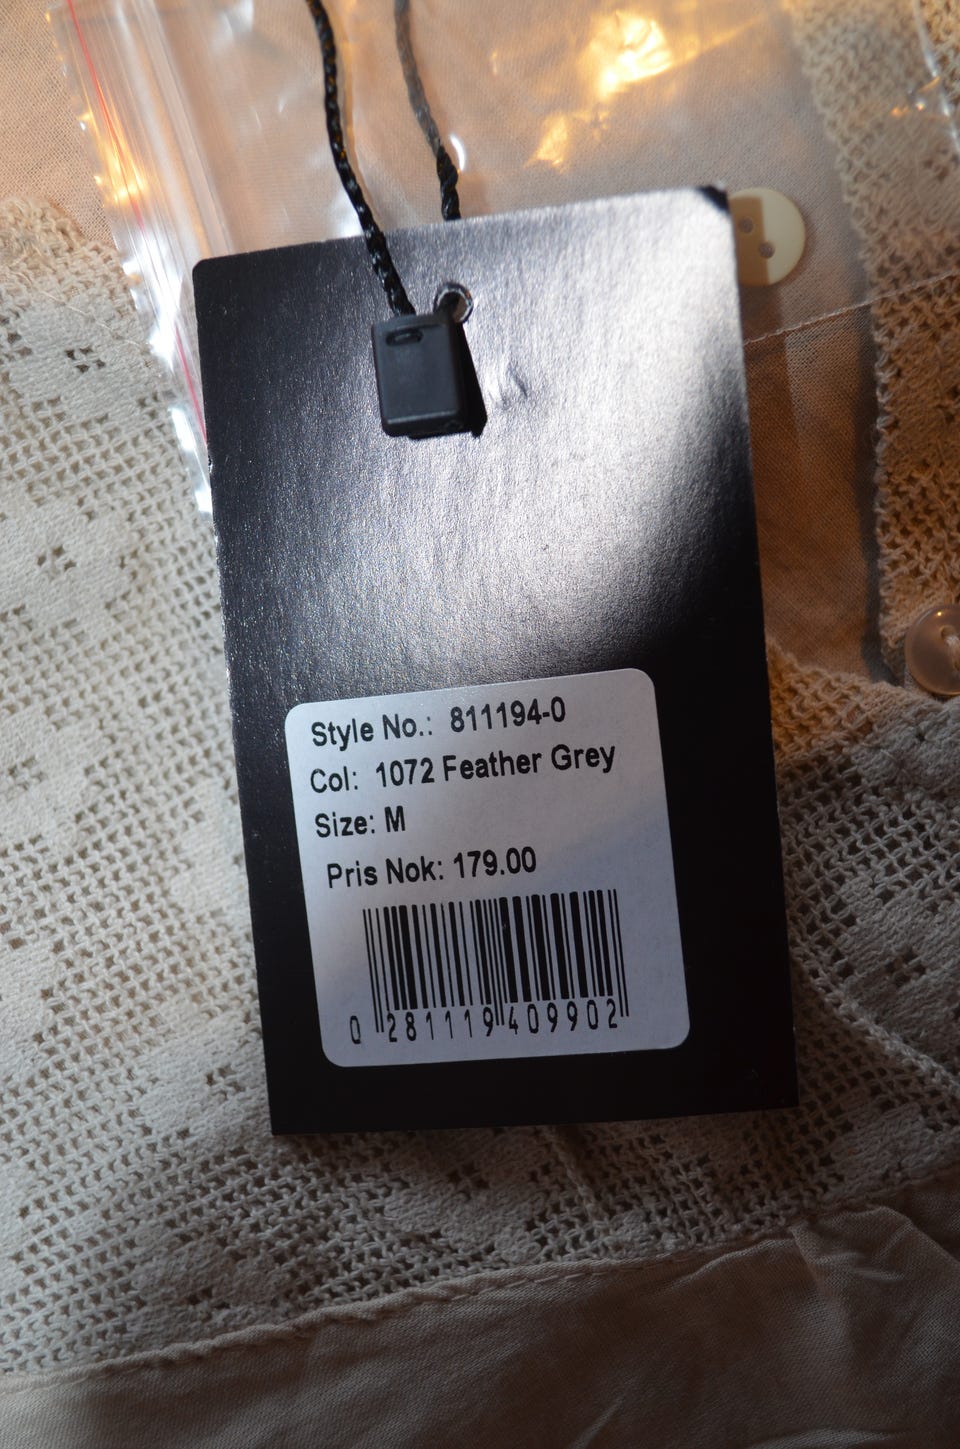 Style No.: 811194-0
Col: 1072 Feather Grey
Size: M
Pris Nok: 179.00
0 281119 409902